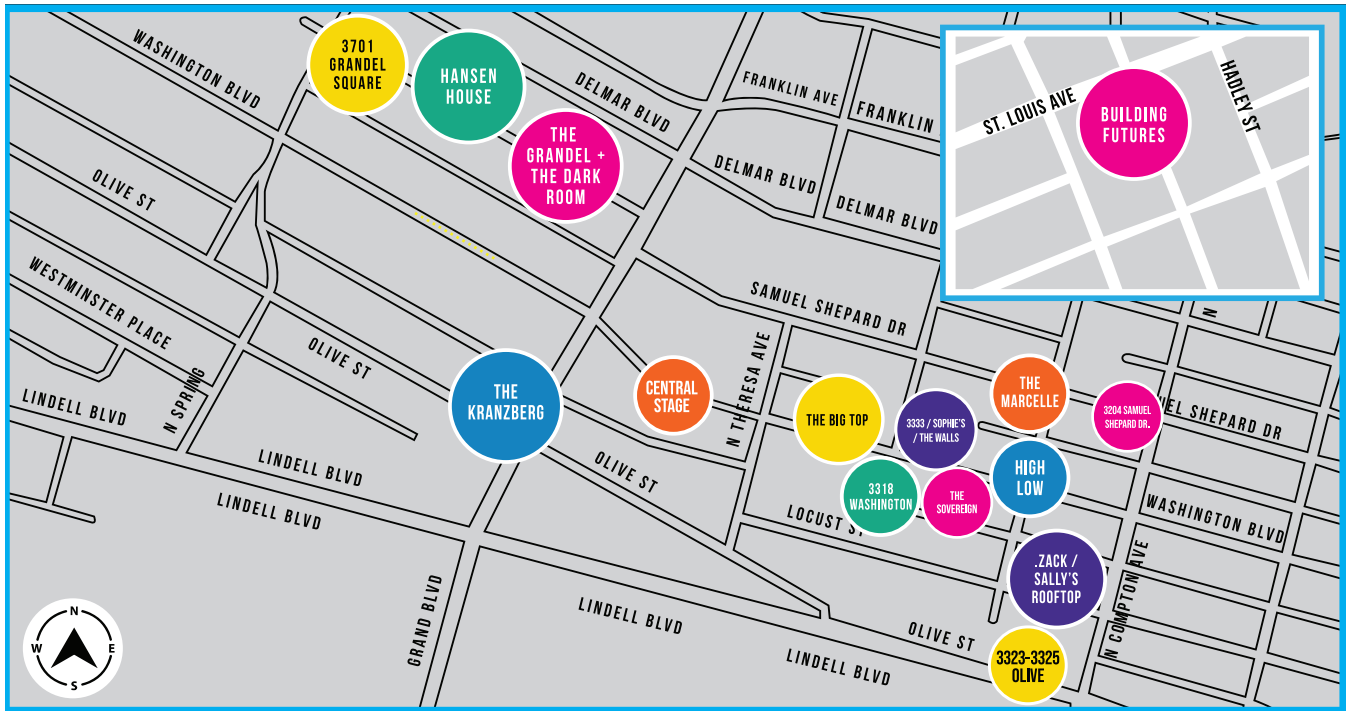 WASHINGTON BLVD
3701
GRANDEL
SQUARE
HANSEN
HOUSE
DELMAR BLVD
FRANKLIN AVE
FRANKLIN
THE
GRANDEL +
THE DARK
ROOM
DELMAR BLVD
DELMAR BLVD
ST. LOUIS AVE
BUILDING
FUTURES
HADLEY ST
OLIVE ST
WESTMINSTER PLACE
SAMUEL SHEPARD DR
N
OLIVE ST
N SPRING
LINDELL BLVD
THE
KRANZBERG
CENTRAL
STAGE
N THERESA AVE
THE BIG TOP
3333 / SOPHIE'S
/ THE WALLS
THE
MARCELLE
3204 SAMUEL
SHEPARD DR.
UEL SHEPARD DR
LINDELL BLVD
LINDELL BLVD
OLIVE ST
3318
WASHINGTON
THE
SOVEREIGN
HIGH
LOW
LOCUST ST
WASHINGTON BLVD
.ZACK /
SALLY'S
ROOFTOP
N COMPTON AVE
GRAND BLVD
LINDELL BLVD
OLIVE ST
LINDELL BLVD
3323-3325
OLIVE
N
W
E
S